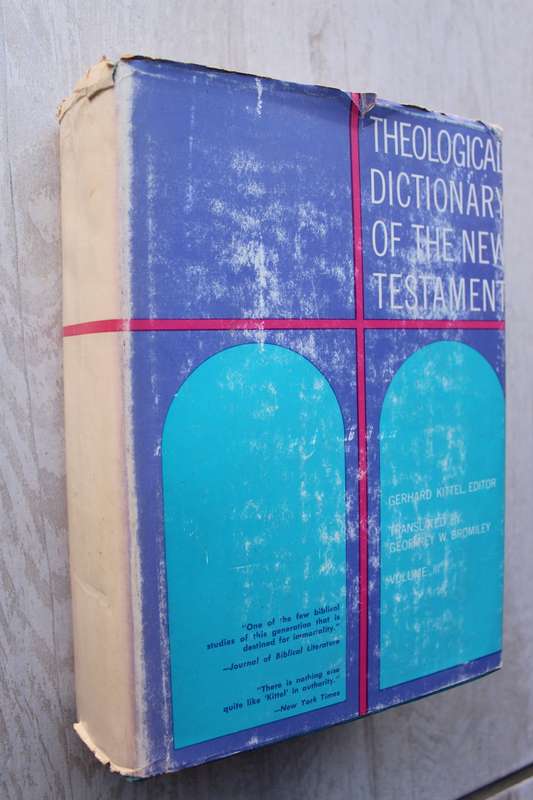 THEOLOGICAL
DICTIONARY
OF THE NEW
TESTAMENT
GERHARD KITTEL, EDITOR
TRANSLATED BY
GEOFFREY W. BROMILEY
VOLUME
"One of the few biblical
studies of this generation that is
destined for immortality."
—Journal of Biblical Literature
"There is nothing else
quite like 'Kittel' in authority."
—New York Times